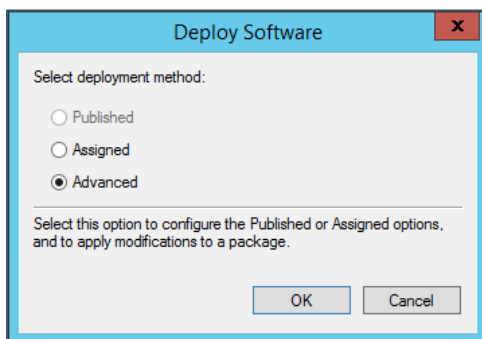 Deploy Software
x
Select deployment method:
Published
Assigned
Advanced
Select this option to configure the Published or Assigned options,
and to apply modifications to a package.
OK
Cancel